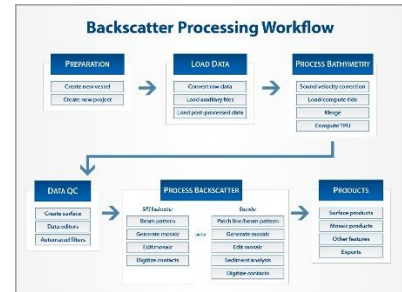 Backscatter Processing Workflow
PREPARATION
Create new vessel
Create new project
LOAD DATA
Convert raw data
Load auxiliary files
Load post-processed data
PROCESS BATHYMETRY
Sound velocity correction
Load/compute tide
Merge
Compute TPU
DATA QC
Create surface
Data editors
Automated filters
PROCESS BACKSCATTER
Beam pattern
Generate mosaic
Edit mosaic
Digitize contacts
Geocoder
Patch line/beam pattern
Generate mosaic
Edit mosaic
Sediment analysis
Digitize contacts
PRODUCTS
Surface products
Mosaic products
Other features
Exports